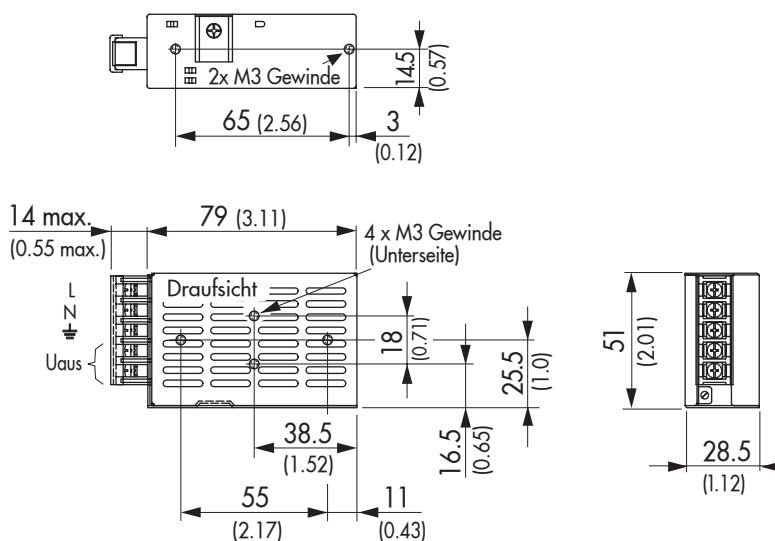 2x M3 Gewinde
14.5
(0.57)
65 (2.56)
3
(0.12)
14 max.
(0.55 max.)
79 (3.11)
4 x M3 Gewinde
(Unterseite)
Draufsicht
L
N
Uaus
18
(0.71)
25.5
(1.0)
16.5
(0.65)
38.5
(1.52)
55
(2.17)
11
(0.43)
51
(2.01)
28.5
(1.12)